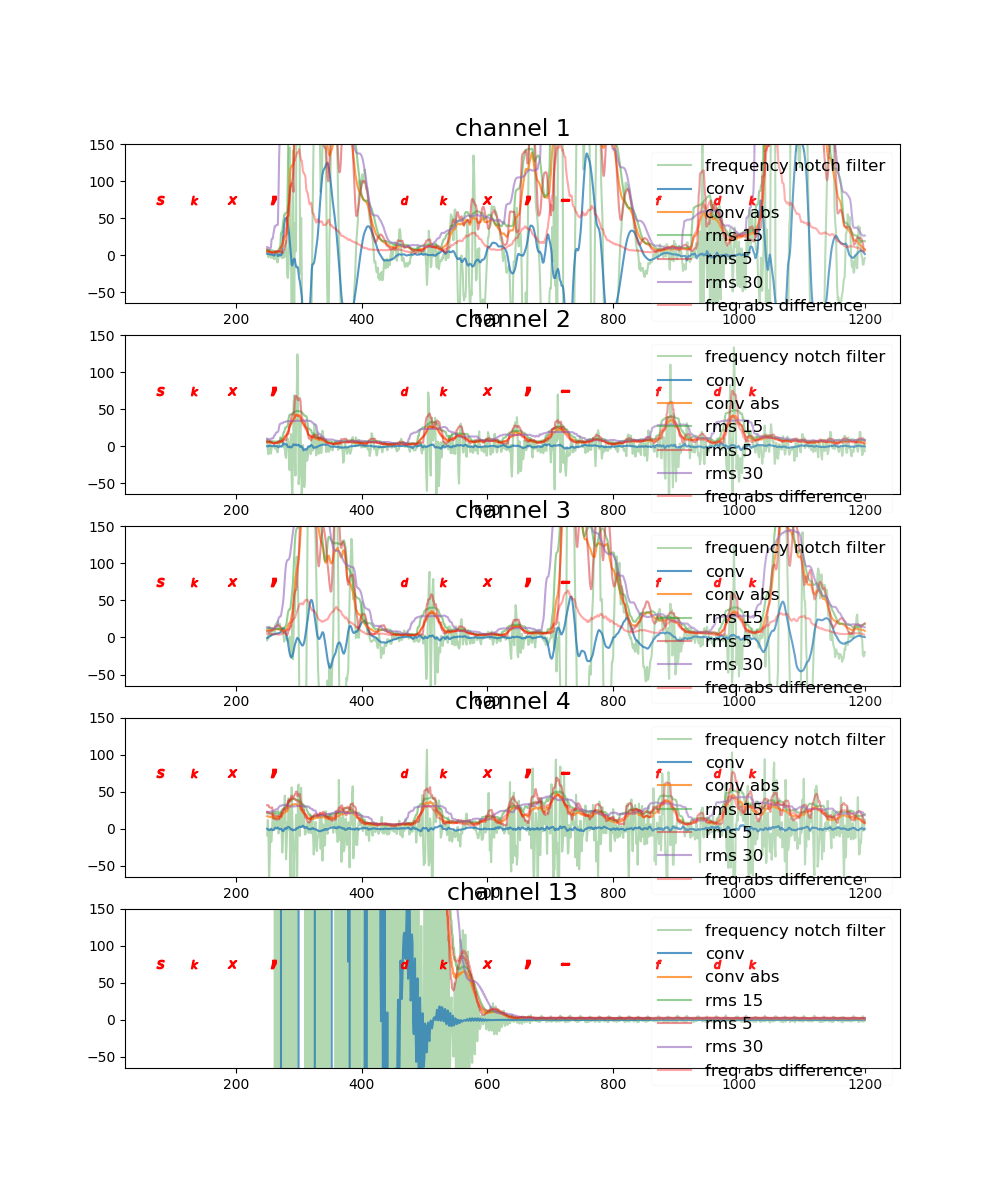 channel 1
150
100
50
0
−50
S k X , d k X , – f d k
frequency notch filter
conv
conv abs
rms 15
rms 5
rms 30
freq abs difference
200 400 600 800 1000 1200
channel 2
150
100
50
0
−50
S k X , d k X , – f d k
frequency notch filter
conv
conv abs
rms 15
rms 5
rms 30
freq abs difference
200 400 600 800 1000 1200
channel 3
150
100
50
0
−50
S k X , d k X , – f d k
frequency notch filter
conv
conv abs
rms 15
rms 5
rms 30
freq abs difference
200 400 600 800 1000 1200
channel 4
150
100
50
0
−50
S k X , d k X , – f d k
frequency notch filter
conv
conv abs
rms 15
rms 5
rms 30
freq abs difference
200 400 600 800 1000 1200
channel 13
150
100
50
0
−50
S k X , d k X , – f d k
frequency notch filter
conv
conv abs
rms 15
rms 5
rms 30
freq abs difference
200 400 600 800 1000 1200